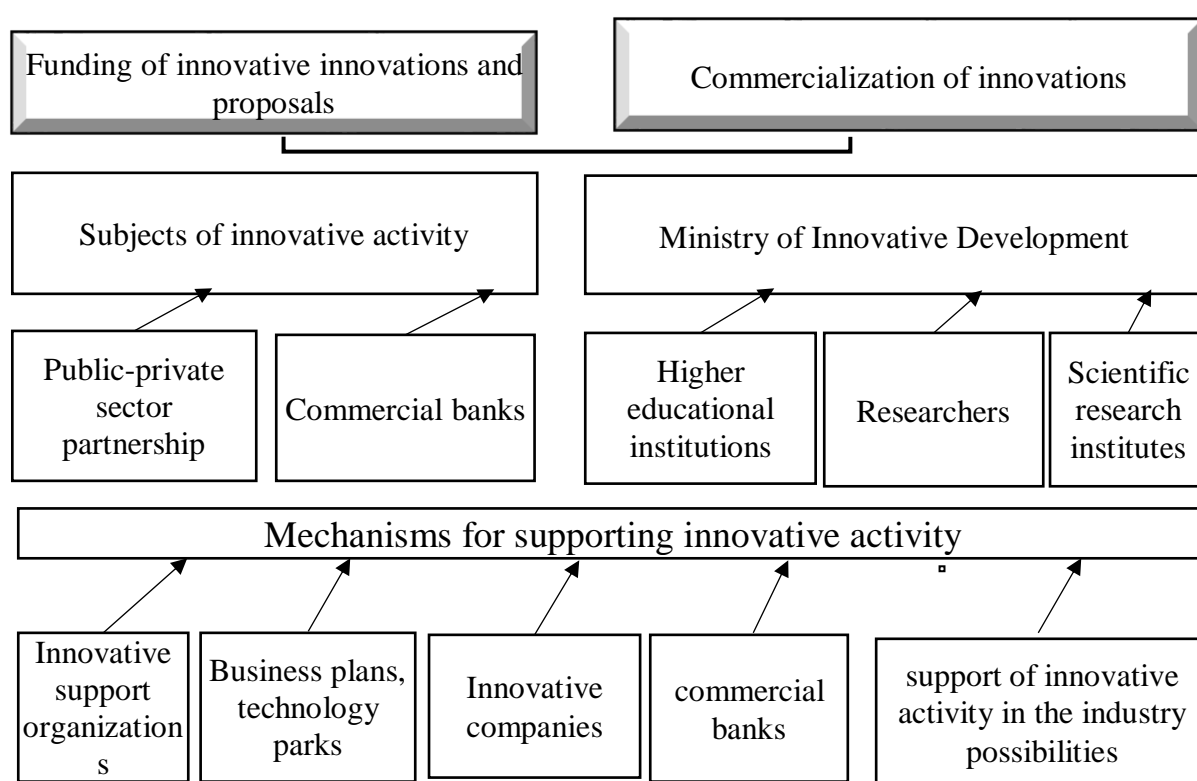 Funding of innovative innovations and
proposals
Commercialization of innovations
Subjects of innovative activity
Ministry of Innovative Development
Public-private
sector
partnership
Commercial banks
Higher
educational
institutions
Researchers
Scientific
research
institutes
Mechanisms for supporting innovative activity
Innovative
support
organization
s
Business plans,
technology
parks
Innovative
companies
commercial
banks
support of innovative
activity in the industry
possibilities